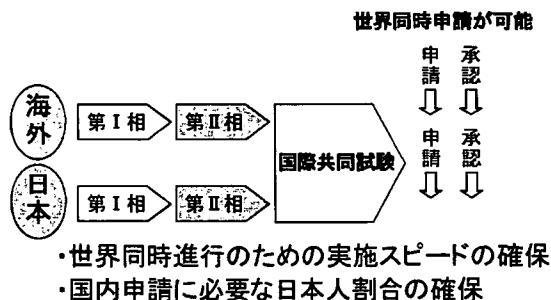 世界同時申請が可能
申請 承認
海外 第Ⅰ相 第Ⅱ相
国際共同試験
申請 承認
日本 第Ⅰ相 第Ⅱ相
・世界同時進行のための実施スピードの確保
・国内申請に必要な日本人割合の確保